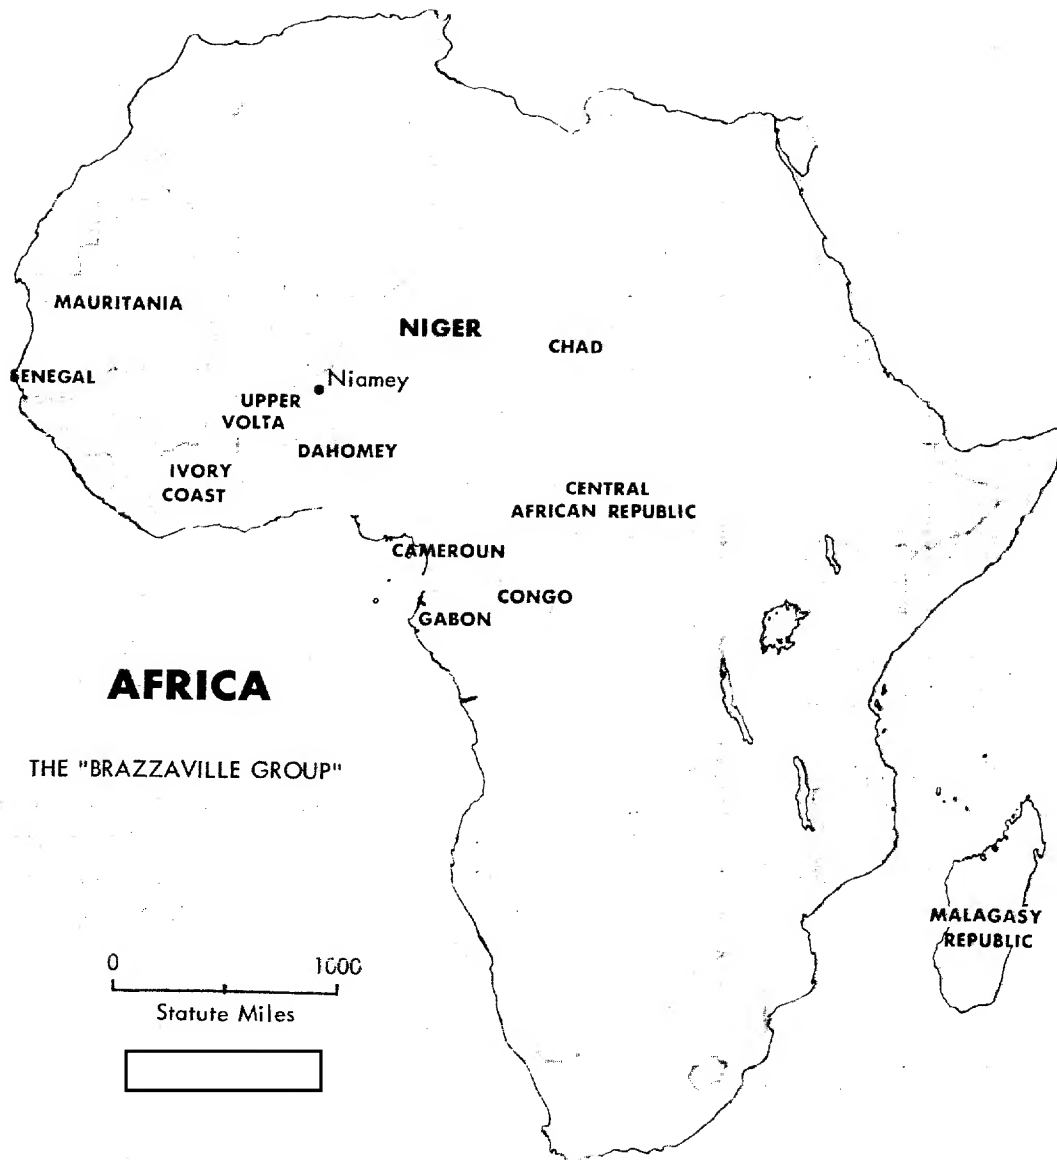 MAURITANIA
NIGER
CHAD
SENEGAL
Niamey
UPPER
VOLTA
DAHOMEY
IVORY
COAST
CENTRAL
AFRICAN REPUBLIC
CAMEROUN
CONGO
GABON
AFRICA
THE "BRAZZAVILLE GROUP"
MALAGASY
REPUBLIC
0 1000
Statute Miles